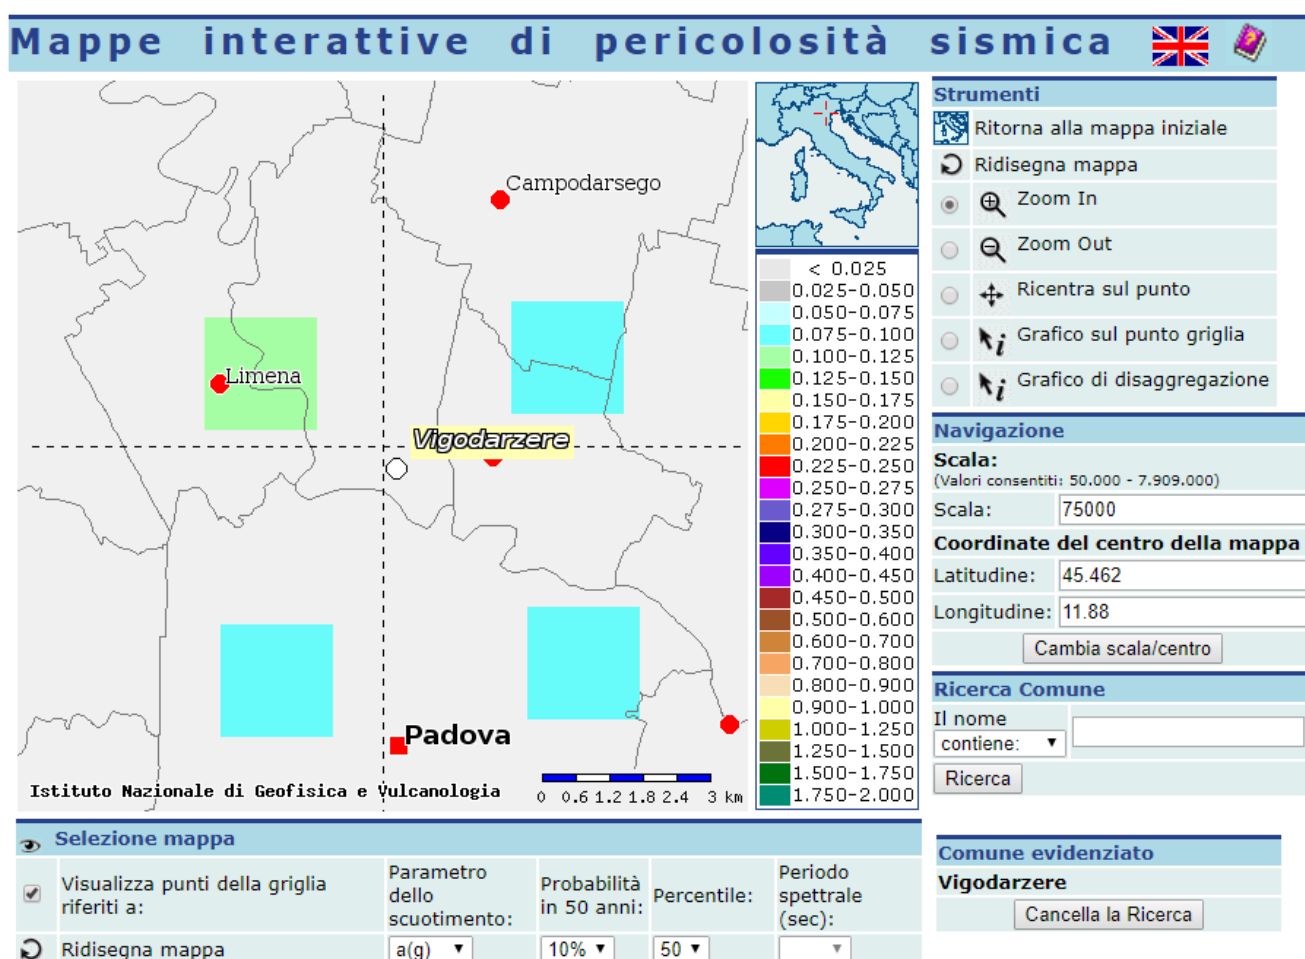 Mappe interattive di pericolosità sismica
Campodarsego
Limena
Vigodarzere
Padova
Istituto Nazionale di Geofisica e Vulcanologia
0 0.6 1.2 1.8 2.4 3 km
< 0.025
0.025-0.050
0.050-0.075
0.075-0.100
0.100-0.125
0.125-0.150
0.150-0.175
0.175-0.200
0.200-0.225
0.225-0.250
0.250-0.275
0.275-0.300
0.300-0.350
0.350-0.400
0.400-0.450
0.450-0.500
0.500-0.600
0.600-0.700
0.700-0.800
0.800-0.900
0.900-1.000
1.000-1.250
1.250-1.500
1.500-1.750
1.750-2.000
Strumenti
Ritorna alla mappa iniziale
Ridisegna mappa
Zoom In
Zoom Out
Ricentra sul punto
Grafico sul punto griglia
Grafico di disaggregazione
Navigazione
Scala:
(Valori consentiti: 50.000 - 7.909.000)
Scala: 75000
Coordinate del centro della mappa
Latitudine: 45.462
Longitudine: 11.88
Cambia scala/centro
Ricerca Comune
Il nome
contiene:
Ricerca
Selezione mappa
Visualizza punti della griglia
riferiti a:
Parametro
dello
scuotimento:
Probabilità
in 50 anni:
Percentile:
Periodo
spettrale
(sec):
Ridisegna mappa
a(g) 10% 50
Comune evidenziato
Vigodarzere
Cancella la Ricerca